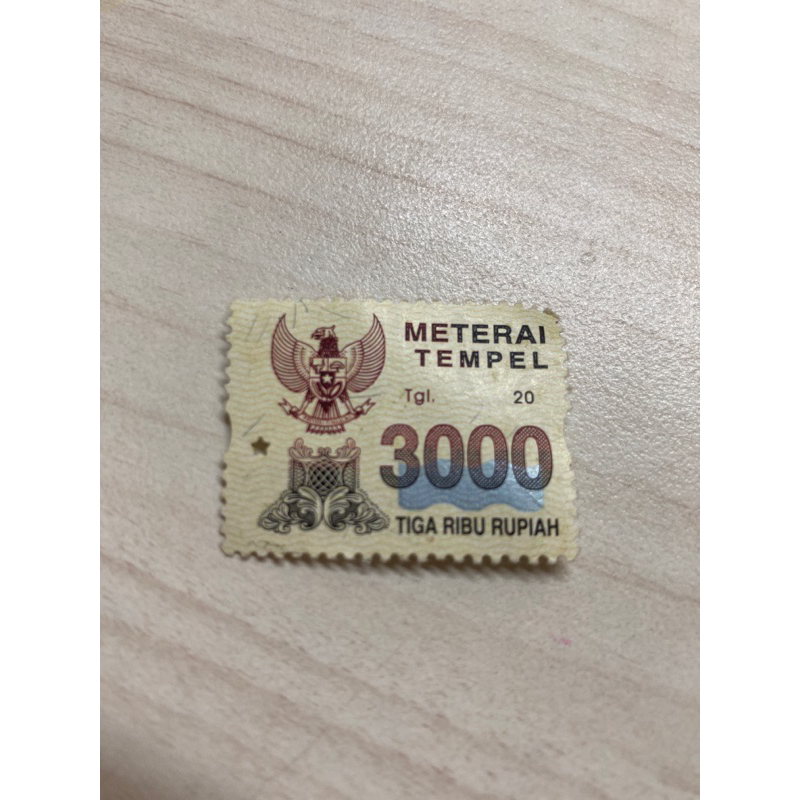 METERAI
TEMPEL
Tgl. 20
3000
TIGA RIBU RUPIAH